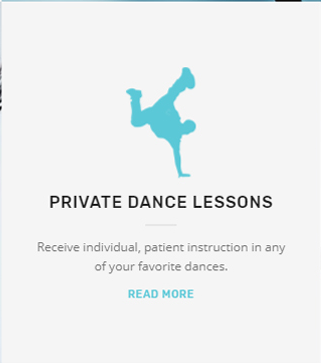 PRIVATE DANCE LESSONS
Receive individual, patient instruction in any
of your favorite dances.
READ MORE